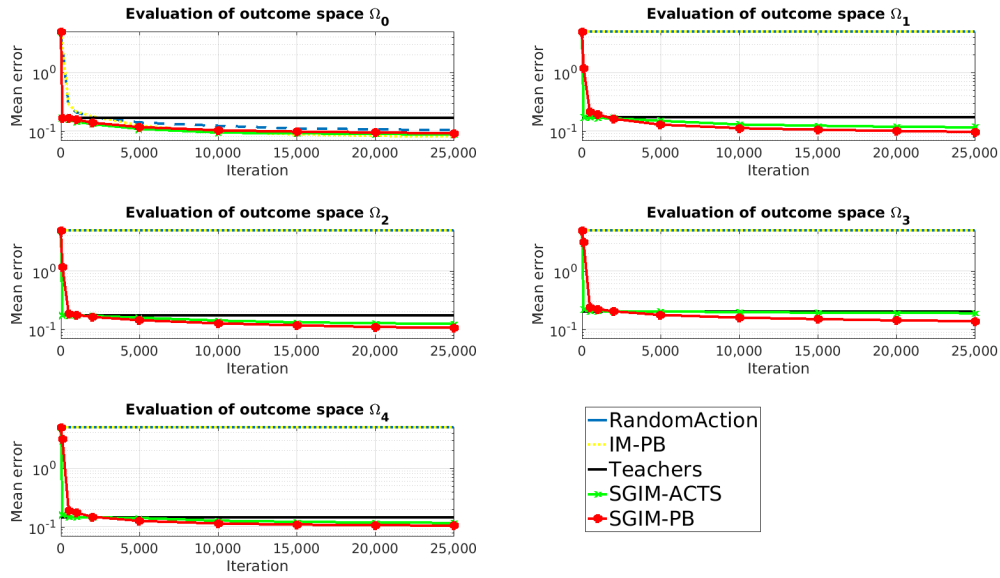 Evaluation of outcome space Ω0
Mean error
10^0
10^-1
0
5,000
10,000
15,000
20,000
25,000
Iteration
Evaluation of outcome space Ω1
Mean error
10^0
10^-1
0
5,000
10,000
15,000
20,000
25,000
Iteration
Evaluation of outcome space Ω2
Mean error
10^0
10^-1
0
5,000
10,000
15,000
20,000
25,000
Iteration
Evaluation of outcome space Ω3
Mean error
10^0
10^-1
0
5,000
10,000
15,000
20,000
25,000
Iteration
Evaluation of outcome space Ω4
Mean error
10^0
10^-1
0
5,000
10,000
15,000
20,000
25,000
Iteration
RandomAction
IM-PB
Teachers
SGIM-ACTS
SGIM-PB